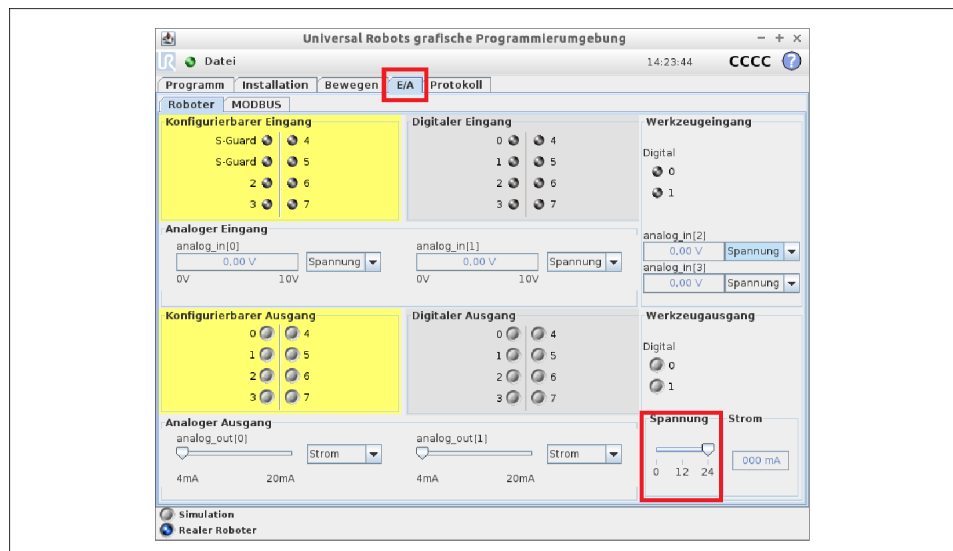 Universal Robots grafische Programmierumgebung
Datei
14:23:44
CCCC
Programm Installation Bewegen E/A Protokoll
Roboter MODBUS
Konfigurierbarer Eingang
S-Guard 4
S-Guard 5
2 6
3 7
Digitaler Eingang
0 4
1 5
2 6
3 7
Werkzeugeingang
Digital
0
1
Analoger Eingang
analog_in[0]
0,00 V Spannung
0V 10V
analog_in[1]
0,00 V Spannung
0V 10V
analog_in[2]
0,00 V Spannung
analog_in[3]
0,00 V Spannung
Konfigurierbarer Ausgang
0 4
1 5
2 6
3 7
Digitaler Ausgang
0 4
1 5
2 6
3 7
Werkzeugausgang
Digital
0
1
Analoger Ausgang
analog_out[0]
Strom
4mA 20mA
analog_out[1]
Strom
4mA 20mA
Spannung
0 12 24
Strom
000 mA
Simulation
Realer Roboter